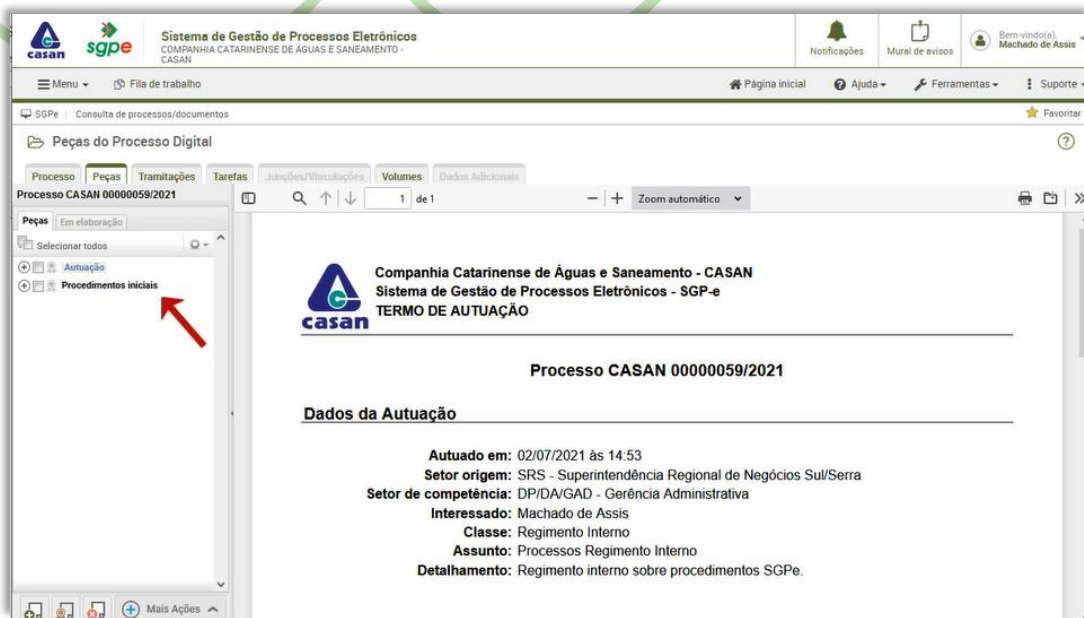 casan
sgpe
Sistema de Gestão de Processos Eletrônicos
COMPANHIA CATARINENSE DE ÁGUAS E SANEAMENTO -
CASAN
Notificações
Mural de avisos
Bem-vindo(a),
Machado de Assis
Menu
Fila de trabalho
Página inicial
Ajuda
Ferramentas
Suporte
SGPe | Consulta de processos/documentos
Favoritar
Peças do Processo Digital
Processo
Peças
Tramitações
Tarefas
Junções/Vinculações
Volumes
Dados Adicionais
Processo CASAN 00000059/2021
1 de 1
Zoom automático
Peças
Em elaboração
Selecionar todos
Autuação
Procedimentos iniciais
Mais Ações
casan
Companhia Catarinense de Águas e Saneamento - CASAN
Sistema de Gestão de Processos Eletrônicos - SGP-e
TERMO DE AUTUAÇÃO
Processo CASAN 00000059/2021
Dados da Autuação
Autuado em: 02/07/2021 às 14:53
Setor origem: SRS - Superintendência Regional de Negócios Sul/Serra
Setor de competência: DP/DA/GAD - Gerência Administrativa
Interessado: Machado de Assis
Classe: Regimento Interno
Assunto: Processos Regimento Interno
Detalhamento: Regimento interno sobre procedimentos SGPe.